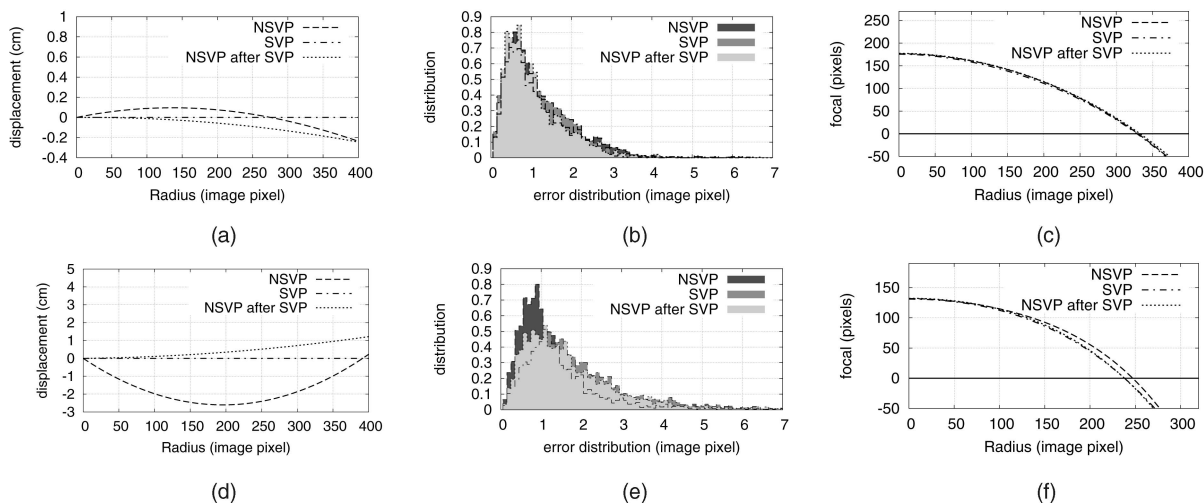 1
0.8
0.6
0.4
0.2
0
-0.2
-0.4
displacement (cm)
NSVP
SVP
NSVP after SVP
0 50 100 150 200 250 300 350 400
Radius (image pixel)
(a)
0.9
0.8
0.7
0.6
0.5
0.4
0.3
0.2
0.1
0
distribution
NSVP
SVP
NSVP after SVP
0 1 2 3 4 5 6 7
error distribution (image pixel)
(b)
250
200
150
100
50
0
-50
focal (pixels)
NSVP
SVP
NSVP after SVP
0 50 100 150 200 250 300 350 400
Radius (image pixel)
(c)
5
4
3
2
1
0
-1
-2
-3
displacement (cm)
NSVP
SVP
NSVP after SVP
0 50 100 150 200 250 300 350 400
Radius (image pixel)
(d)
0.9
0.8
0.7
0.6
0.5
0.4
0.3
0.2
0.1
0
distribution
NSVP
SVP
NSVP after SVP
0 1 2 3 4 5 6 7
error distribution (image pixel)
(e)
150
100
50
0
-50
focal (pixels)
NSVP
SVP
NSVP after SVP
0 50 100 150 200 250 300
Radius (image pixel)
(f)